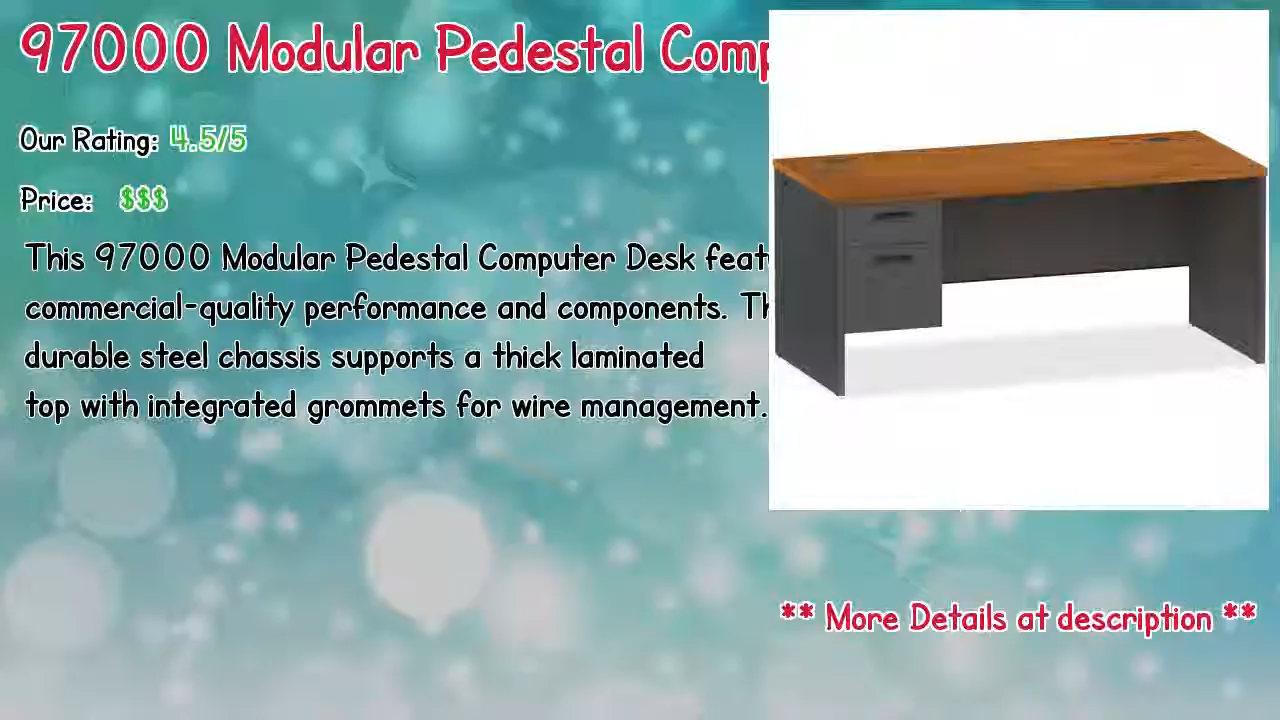 97000 Modular Pedestal Comp
Our Rating: 4.5/5
Price: $$$
This 97000 Modular Pedestal Computer Desk feat
commercial-quality performance and components. Th
durable steel chassis supports a thick laminated
top with integrated grommets for wire management.
** More Details at description **